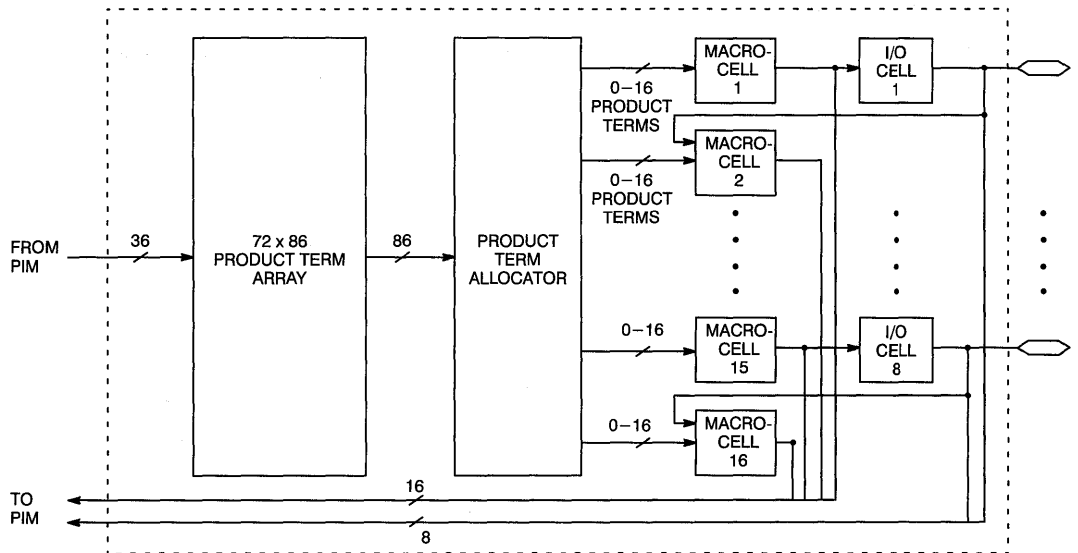 MACRO-
CELL
1
I/O
CELL
1
0–16
PRODUCT
TERMS
MACRO-
CELL
2
0–16
PRODUCT
TERMS
FROM
PIM
36
72 x 86
PRODUCT TERM
ARRAY
86
PRODUCT
TERM
ALLOCATOR
0–16
MACRO-
CELL
15
I/O
CELL
8
0–16
MACRO-
CELL
16
TO
PIM
16
8